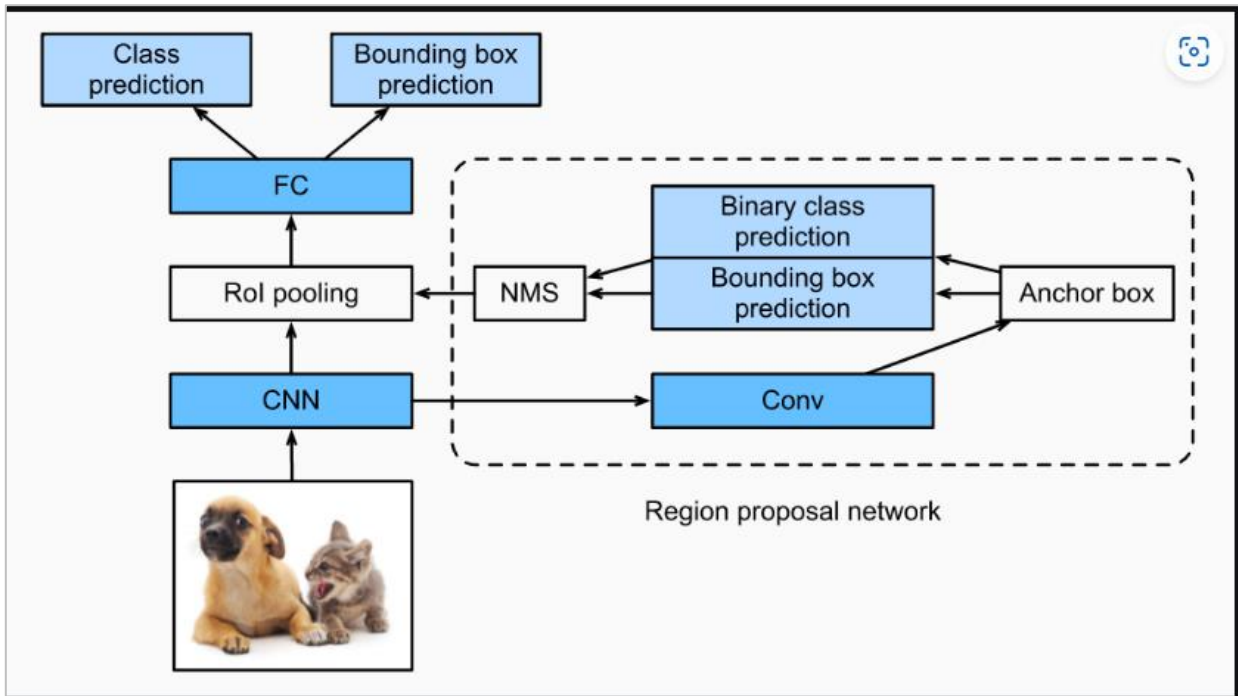 Class
prediction
Bounding box
prediction
FC
Binary class
prediction
RoI pooling
NMS
Bounding box
prediction
Anchor box
CNN
Conv
Region proposal network